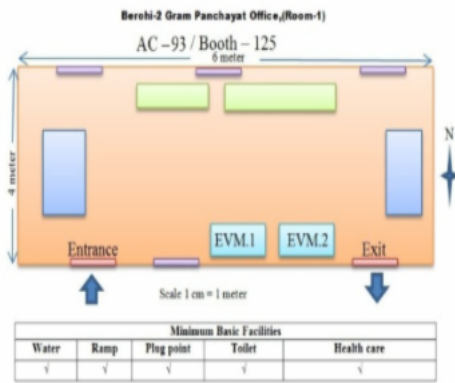 Berohi-2 Gram Panchayat Office,(Room-1)
AC –93 / Booth – 125
6 meter
4 meter
N
EVM.1 EVM.2
Entrance Exit
Scale 1 cm = 1 meter
Minimum Basic Facilities
Water Ramp Plug point Toilet Health care
√ √ √ √ √